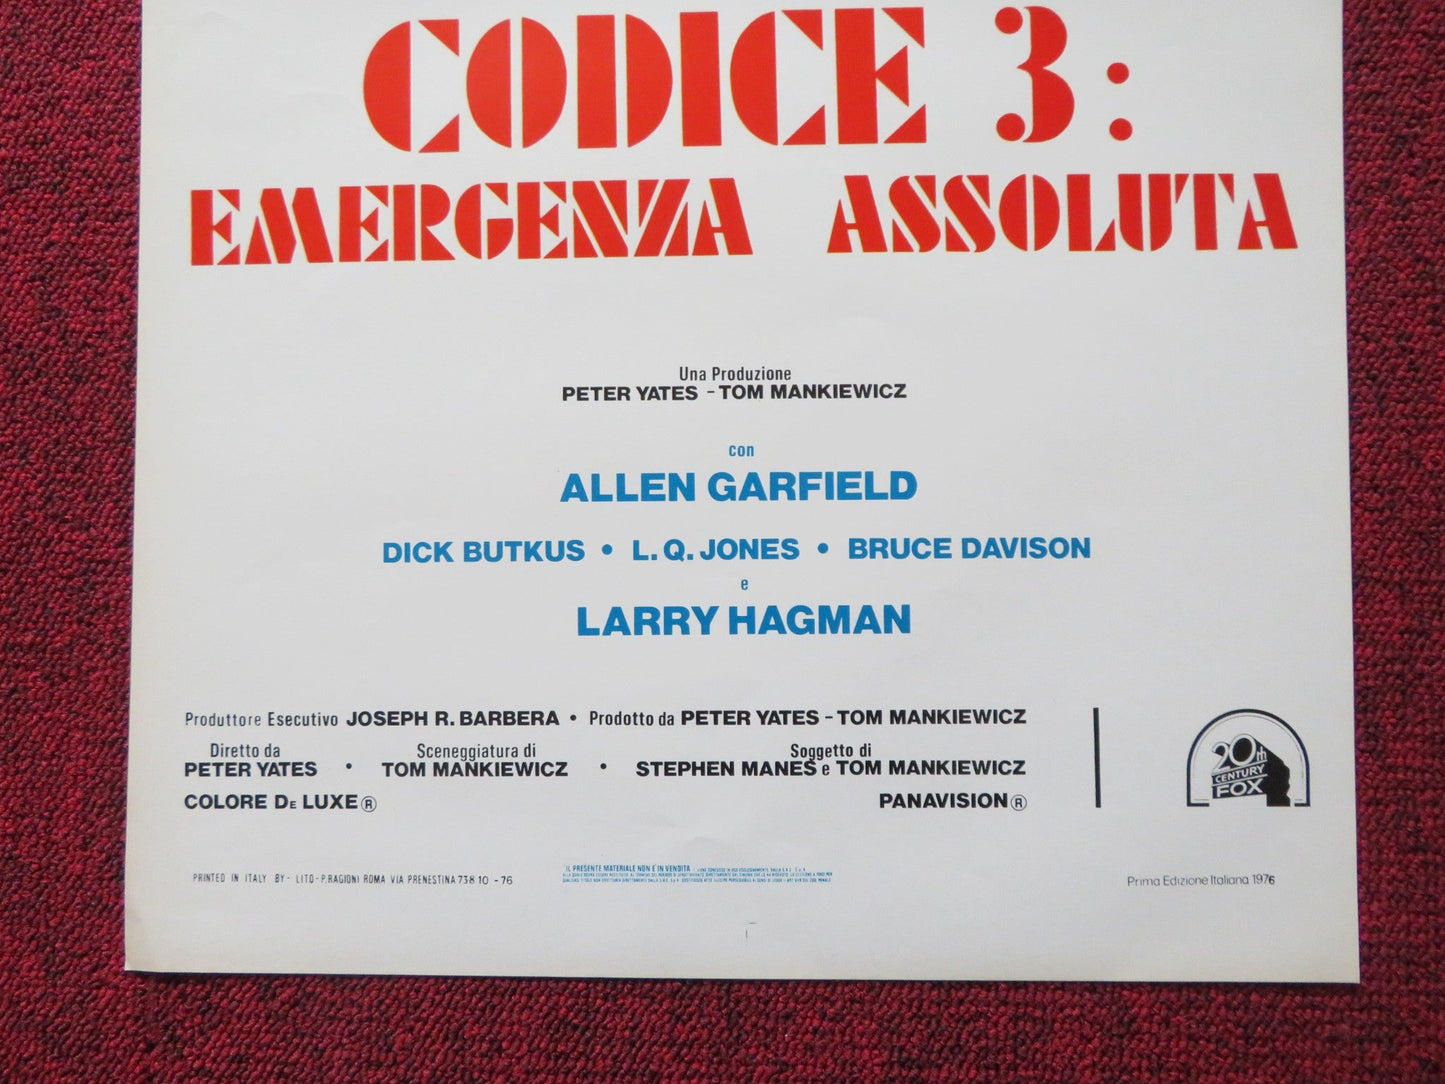 CODICE 3:
EMERGENZA ASSOLUTA
Una Produzione
PETER YATES - TOM MANKIEWICZ
con
ALLEN GARFIELD
DICK BUTKUS • L. Q. JONES • BRUCE DAVISON
e
LARRY HAGMAN
Produttore Esecutivo JOSEPH R. BARBERA • Prodotto da PETER YATES - TOM MANKIEWICZ
Diretto da Sceneggiatura di Soggetto di
PETER YATES • TOM MANKIEWICZ • STEPHEN MANES e TOM MANKIEWICZ
COLORE DE LUXE® PANAVISION®
20th
CENTURY
FOX
PRINTED IN ITALY BY - LITO - P.RAGIONI ROMA VIA PRENESTINA 738 10 - 76
IL PRESENTE MATERIALE NON E' IN VENDITA
Prima Edizione Italiana 1976